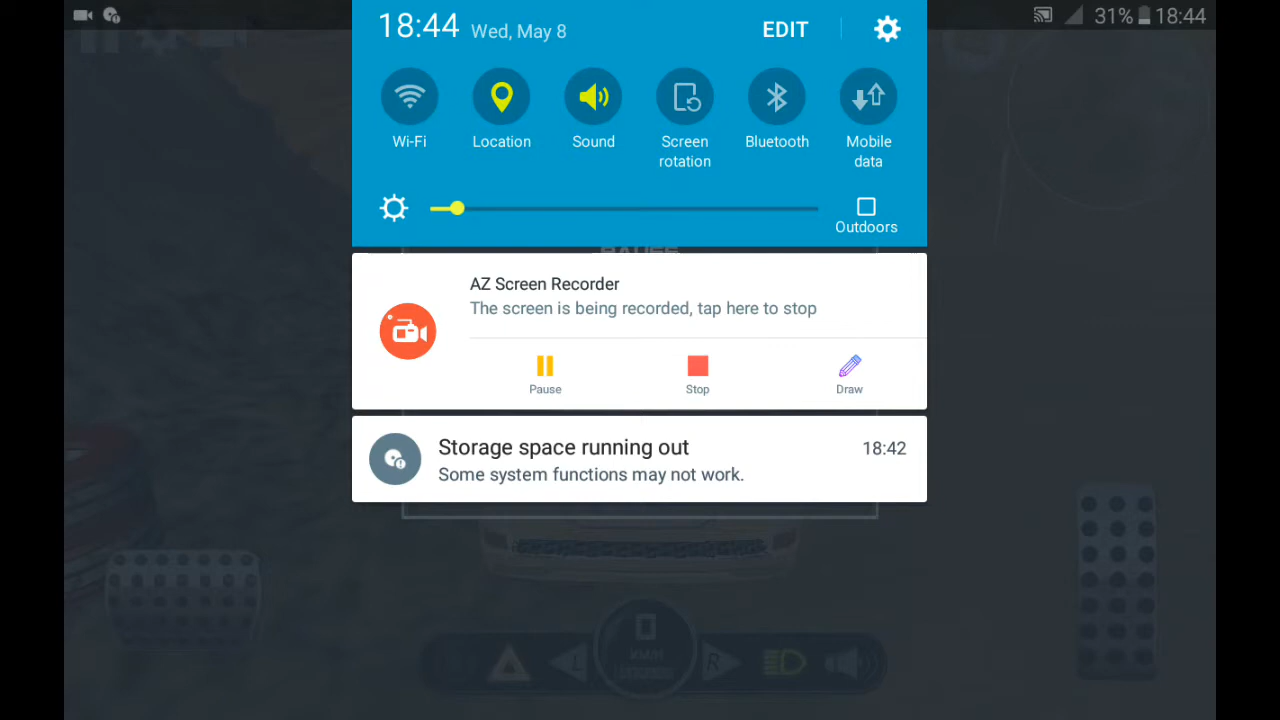 31% 18:44
18:44 Wed, May 8 EDIT
Wi-Fi Location Sound Screen rotation Bluetooth Mobile data
Outdoors
AZ Screen Recorder
The screen is being recorded, tap here to stop
Pause Stop Draw
Storage space running out 18:42
Some system functions may not work.
L R